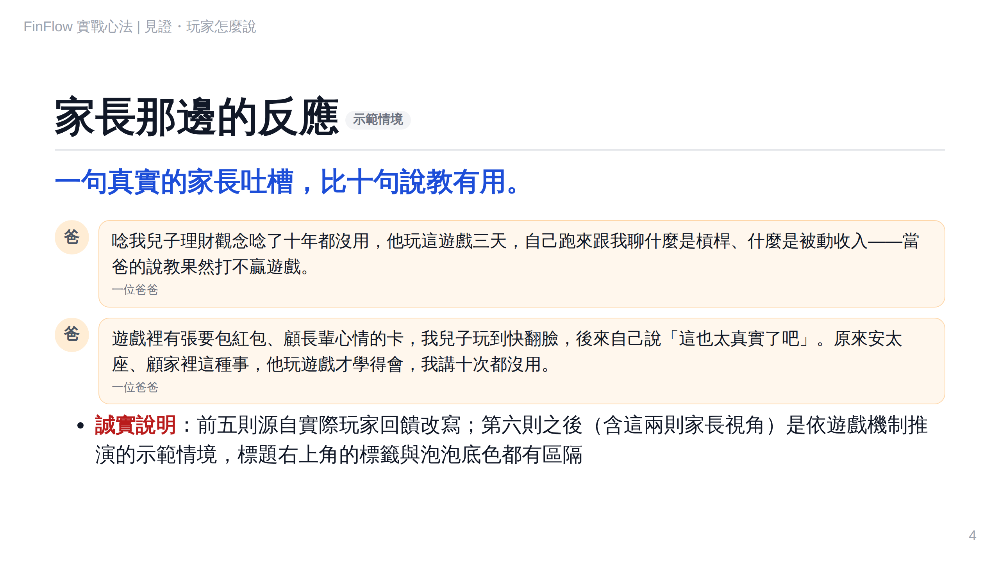 FinFlow 實戰心法 | 見證・玩家怎麼說
家長那邊的反應 示範情境
一句真實的家長吐槽，比十句說教有用。
爸
唸我兒子理財觀念唸了十年都沒用，他玩這遊戲三天，自己跑來跟我聊什麼是槓桿、什麼是被動收入——當
爸的說教果然打不贏遊戲。
一位爸爸
爸
遊戲裡有張要包紅包、顧長輩心情的卡，我兒子玩到快翻臉，後來自己說「這也太真實了吧」。原來安太
座、顧家裡這種事，他玩遊戲才學得會，我講十次都沒用。
一位爸爸
• 誠實說明：前五則源自實際玩家回饋改寫；第六則之後（含這兩則家長視角）是依遊戲機制推
演的示範情境，標題右上角的標籤與泡泡底色都有區隔
4